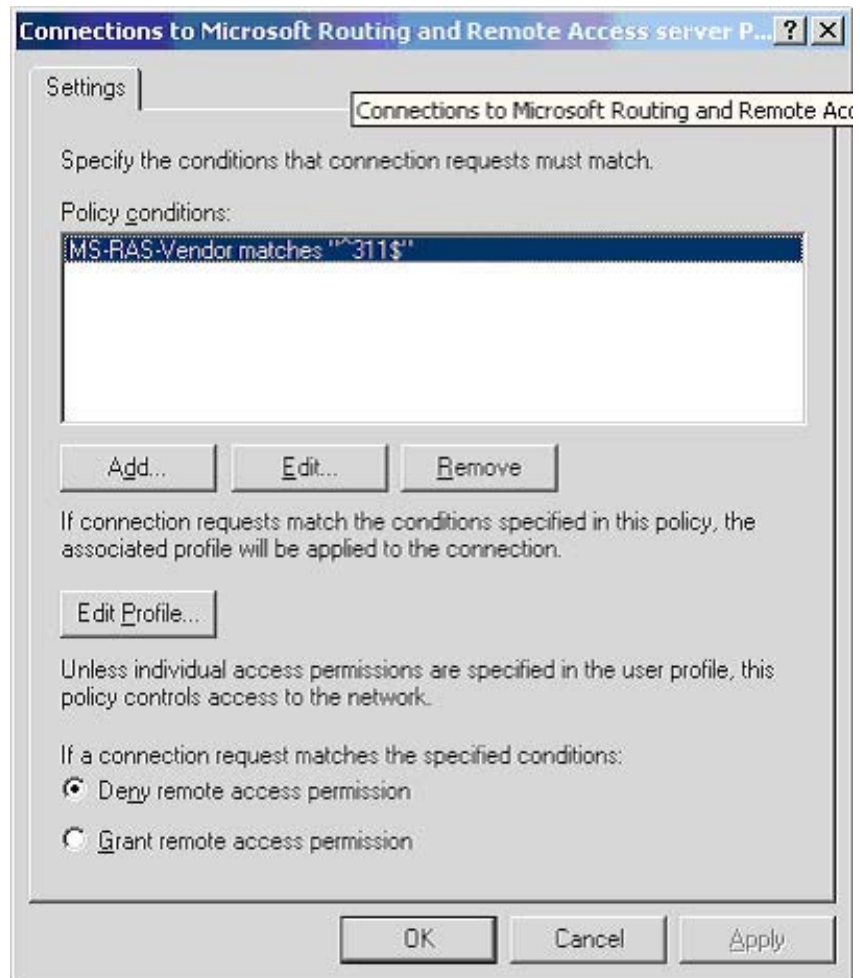 Connections to Microsoft Routing and Remote Access server P...
Settings
Connections to Microsoft Routing and Remote Acc
Specify the conditions that connection requests must match.
Policy conditions:
MS-RAS-Vendor matches "^311$"
Add... Edit... Remove
If connection requests match the conditions specified in this policy, the
associated profile will be applied to the connection.
Edit Profile...
Unless individual access permissions are specified in the user profile, this
policy controls access to the network.
If a connection request matches the specified conditions:
Deny remote access permission
Grant remote access permission
OK Cancel Apply